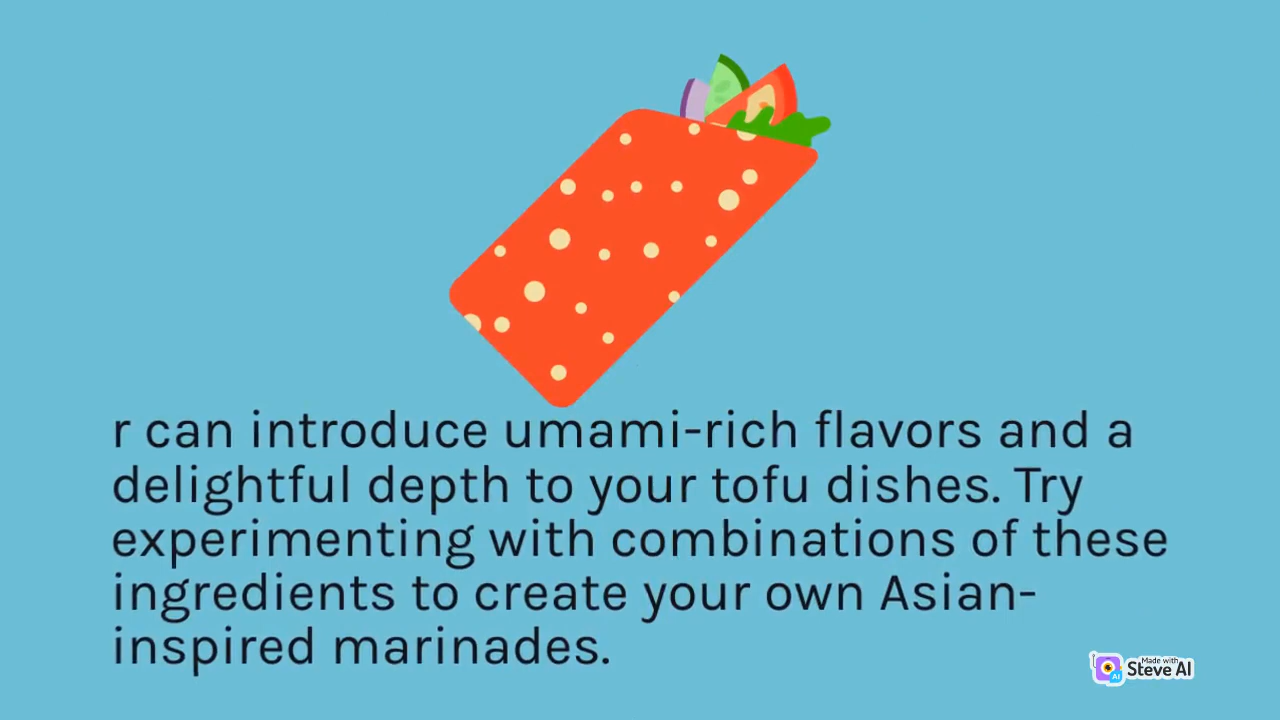 r can introduce umami-rich flavors and a
delightful depth to your tofu dishes. Try
experimenting with combinations of these
ingredients to create your own Asian-
inspired marinades.
Made with
Steve AI
AI